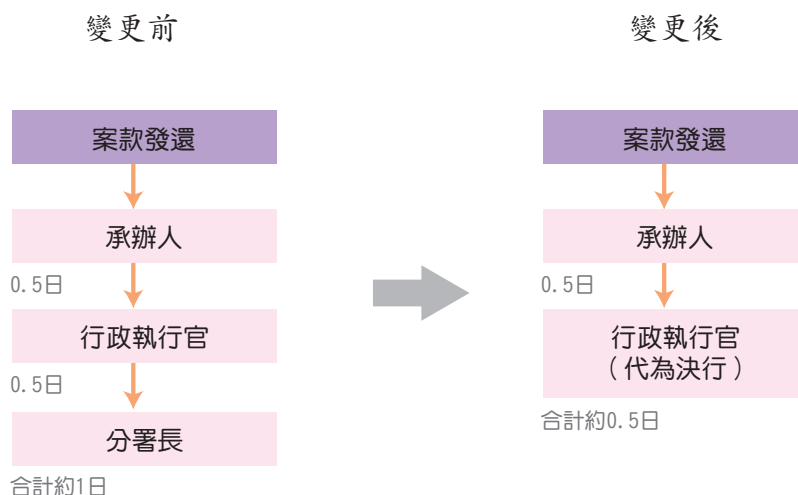 變更前
案款發還
承辦人
0.5日
行政執行官
0.5日
分署長
合計約1日
變更後
案款發還
承辦人
0.5日
行政執行官
（代為決行）
合計約0.5日